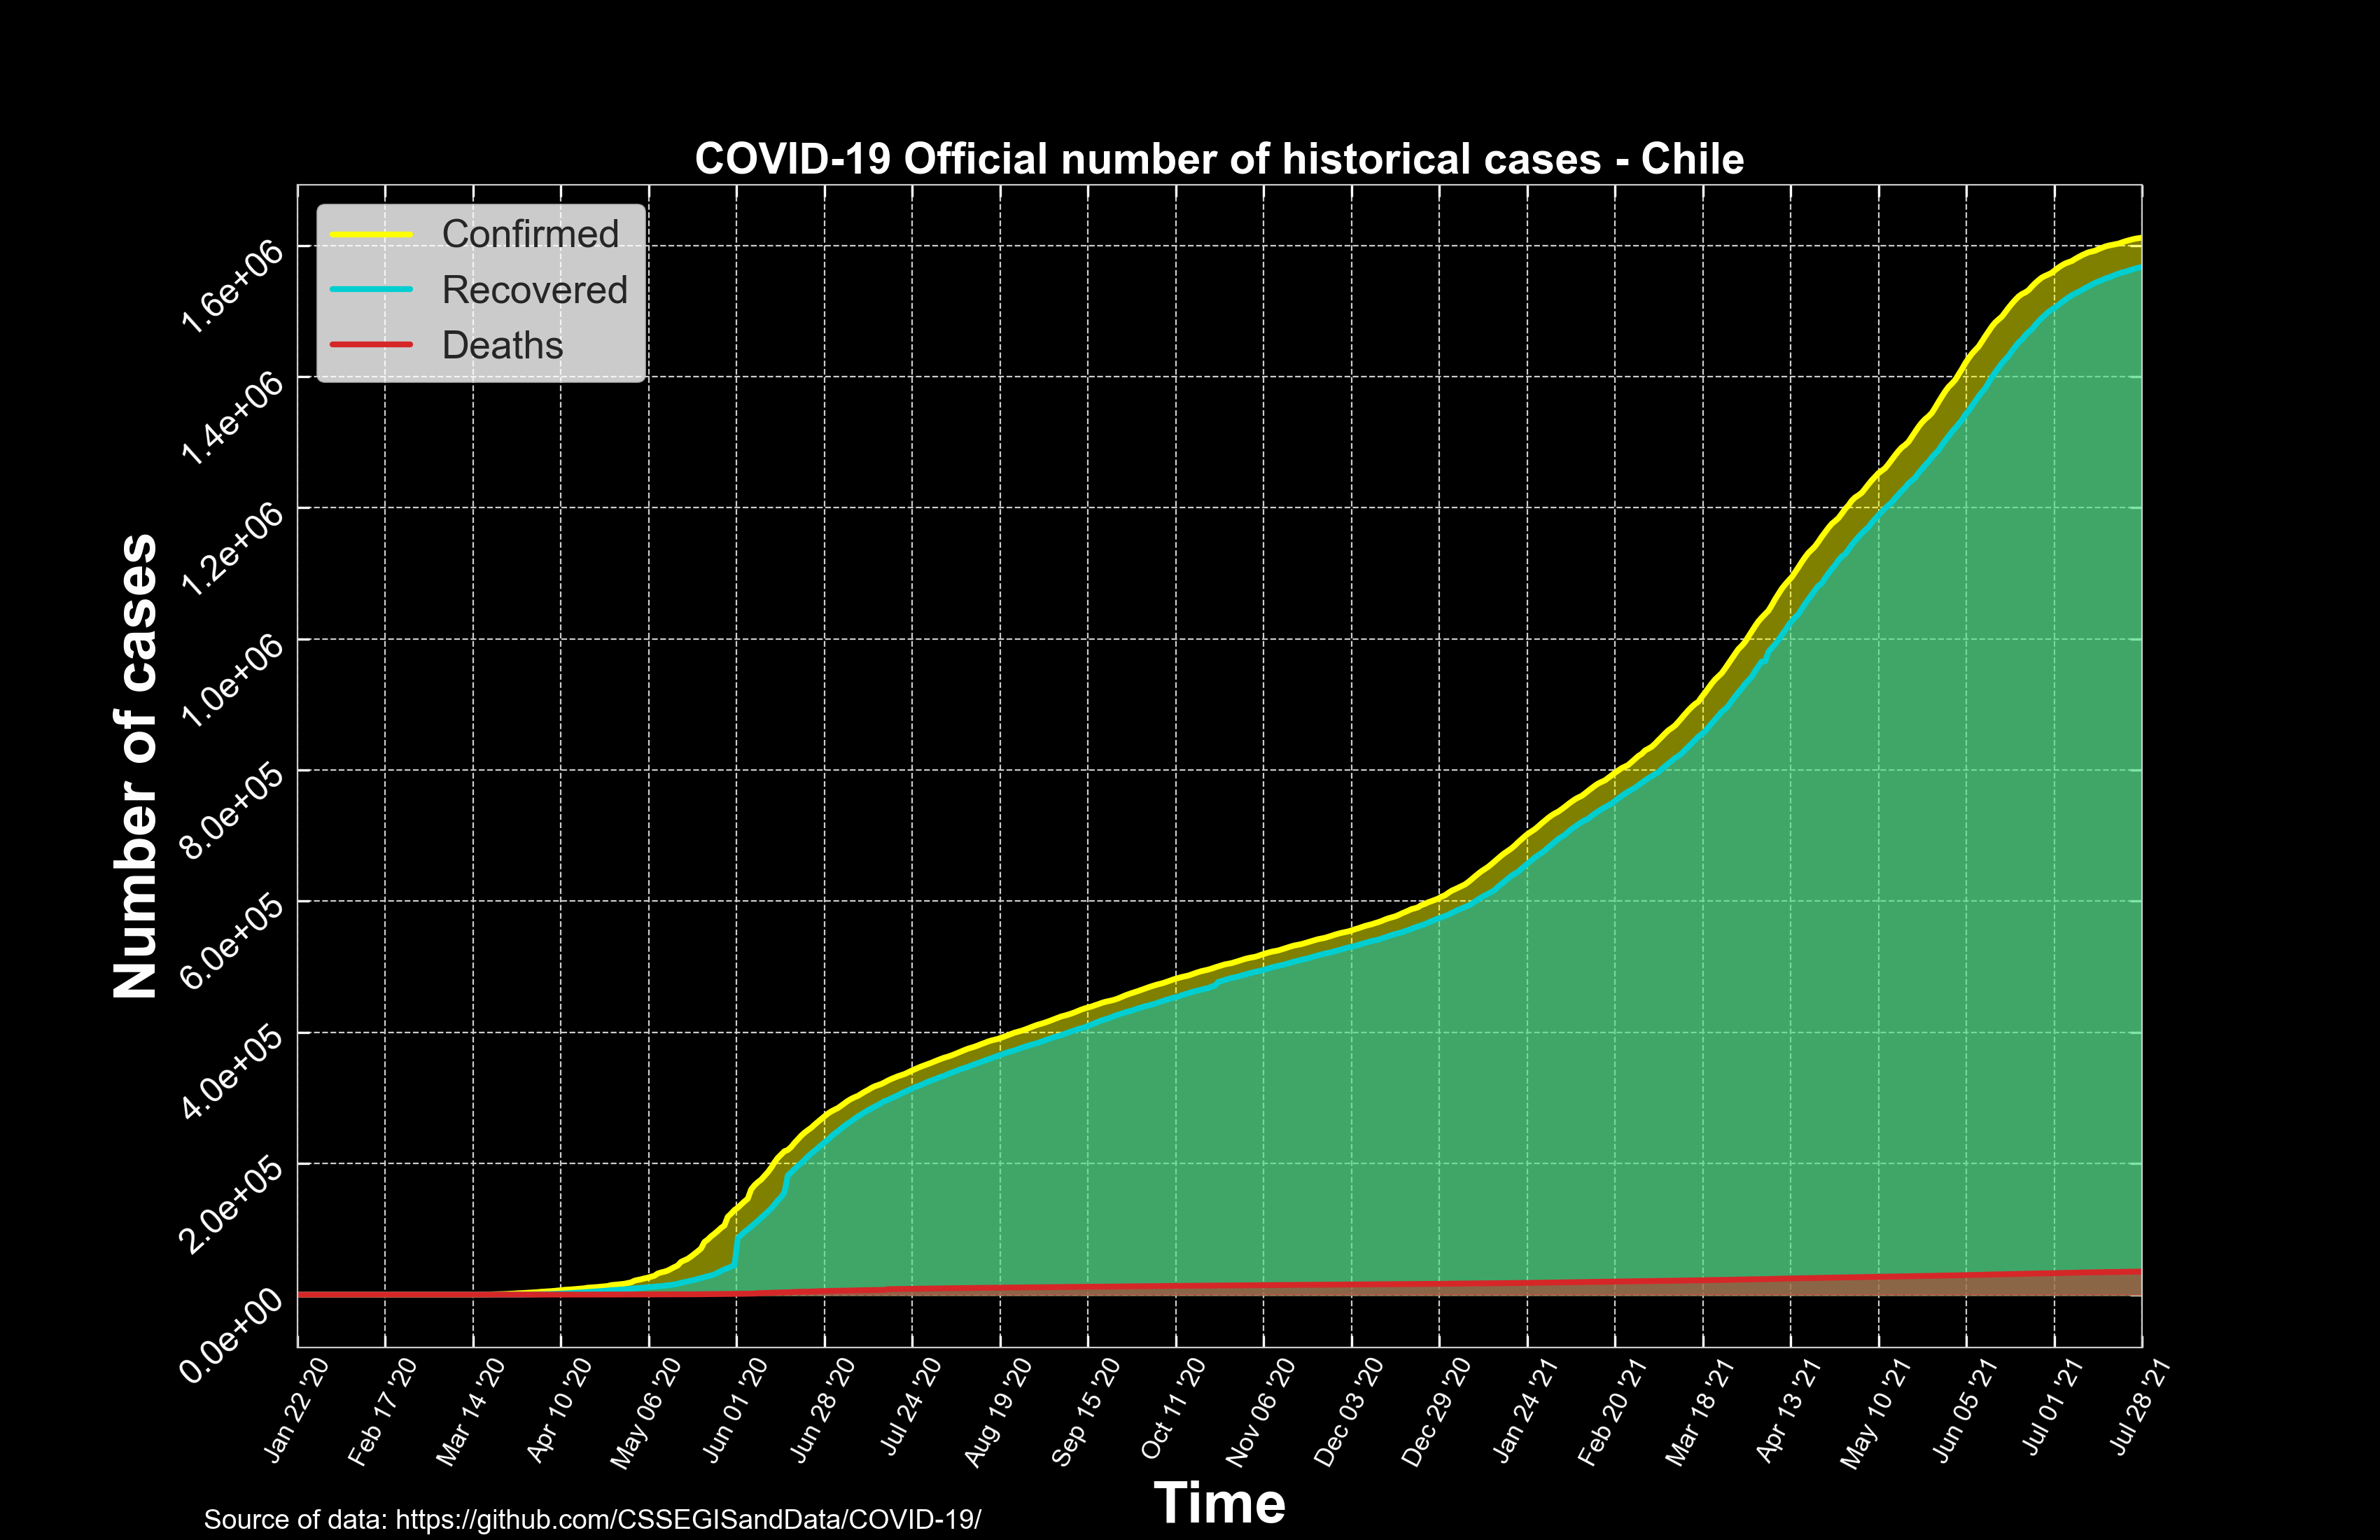 COVID-19 Official number of historical cases - Chile
Confirmed
Recovered
Deaths
Number of cases
1.6e+06
1.4e+06
1.2e+06
1.0e+06
8.0e+05
6.0e+05
4.0e+05
2.0e+05
0.0e+00
Jan 22 '20
Feb 17 '20
Mar 14 '20
Apr 10 '20
May 06 '20
Jun 01 '20
Jun 28 '20
Jul 24 '20
Aug 19 '20
Sep 15 '20
Oct 11 '20
Nov 06 '20
Dec 03 '20
Dec 29 '20
Jan 24 '21
Feb 20 '21
Mar 18 '21
Apr 13 '21
May 10 '21
Jun 05 '21
Jul 01 '21
Jul 28 '21
Time
Source of data: https://github.com/CSSEGISandData/COVID-19/